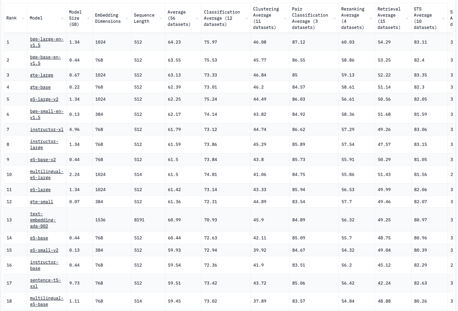 Rank Model Model Size (GB) Embedding Dimensions Sequence Length Average (56 datasets) Classification Average (12 datasets) Clustering Average (11 datasets) Pair Classification Average (3 datasets) Reranking Average (4 datasets) Retrieval Average (15 datasets) STS Average (10 datasets)
1 bge-large-en-v1.5 1.34 1024 512 64.23 75.97 46.08 87.12 60.03 54.29 83.11 3
2 bge-base-en-v1.5 0.44 768 512 63.55 75.53 45.77 86.55 58.86 53.25 82.4 3
3 gte-large 0.67 1024 512 63.13 73.33 46.84 85 59.13 52.22 83.35 3
4 gte-base 0.22 768 512 62.39 73.01 46.2 84.57 58.61 51.14 82.3 3
5 e5-large-v2 1.34 1024 512 62.25 75.24 44.49 86.03 56.61 50.56 82.05 3
6 bge-small-en-v1.5 0.13 384 512 62.17 74.14 43.82 84.92 58.36 51.68 81.59 3
7 instructor-xl 4.96 768 512 61.79 73.12 44.74 86.62 57.29 49.26 83.06 3
8 instructor-large 1.34 768 512 61.59 73.86 45.29 85.89 57.54 47.57 83.15 3
9 e5-base-v2 0.44 768 512 61.5 73.84 43.8 85.73 55.91 50.29 81.05 3
10 multilingual-e5-large 2.24 1024 514 61.5 74.81 41.06 84.75 55.86 51.43 81.56 2
11 e5-large 1.34 1024 512 61.42 73.14 43.33 85.94 56.53 49.99 82.06 3
12 gte-small 0.07 384 512 61.36 72.31 44.89 83.54 57.7 49.46 82.07 3
13 text-embedding-ada-002 1536 8191 60.99 70.93 45.9 84.89 56.32 49.25 80.97 3
14 e5-base 0.44 768 512 60.44 72.63 42.11 85.09 55.7 48.75 80.96 3
15 e5-small-v2 0.13 384 512 59.93 72.94 39.92 84.67 54.32 49.04 80.39 3
16 instructor-base 0.44 768 512 59.54 72.36 41.9 83.51 56.2 45.12 82.29 2
17 sentence-t5-xxl 9.73 768 512 59.51 73.42 43.72 85.06 56.42 42.24 82.63 3
18 multilingual-e5-base 1.11 768 514 59.45 73.02 37.89 83.57 54.84 48.88 80.26 3